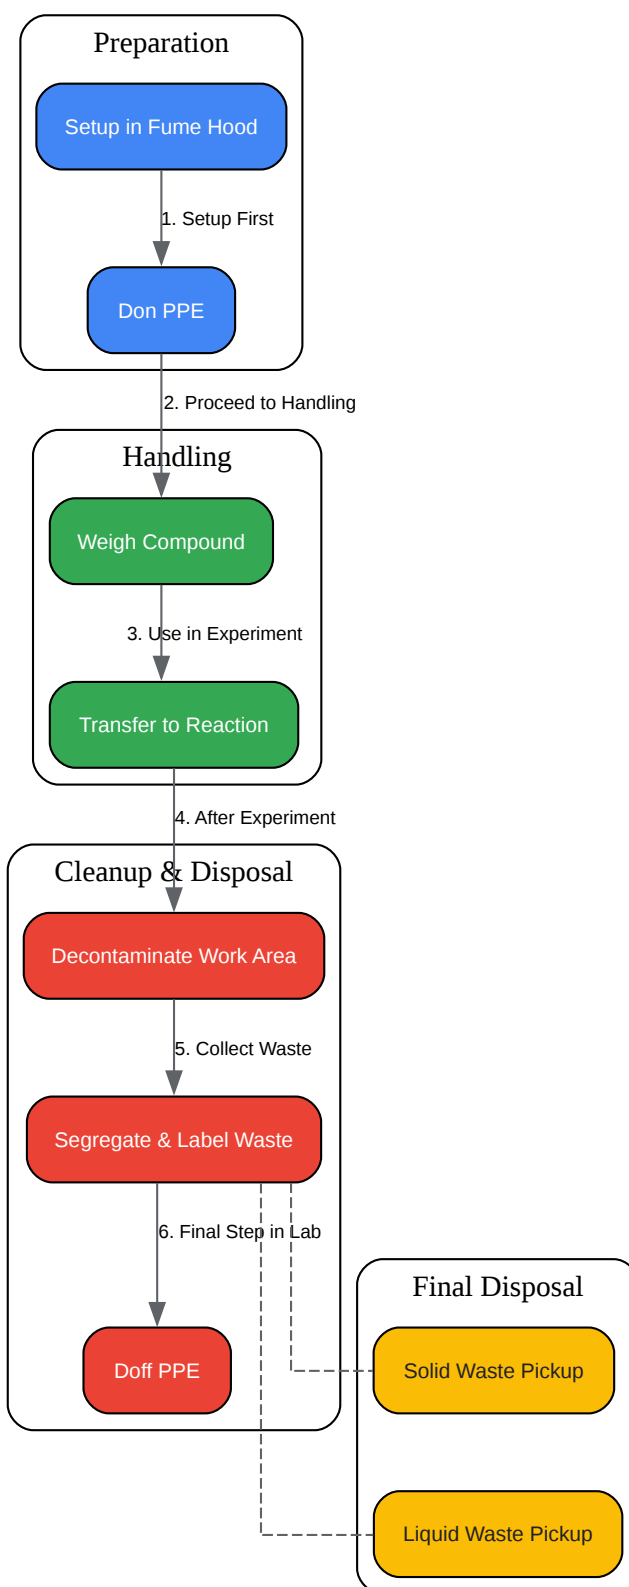 Preparation
Setup in Fume Hood
1. Setup First
Don PPE
2. Proceed to Handling
Handling
Weigh Compound
3. Use in Experiment
Transfer to Reaction
4. After Experiment
Cleanup & Disposal
Decontaminate Work Area
5. Collect Waste
Segregate & Label Waste
6. Final Step in Lab
Doff PPE
Final Disposal
Solid Waste Pickup
Liquid Waste Pickup